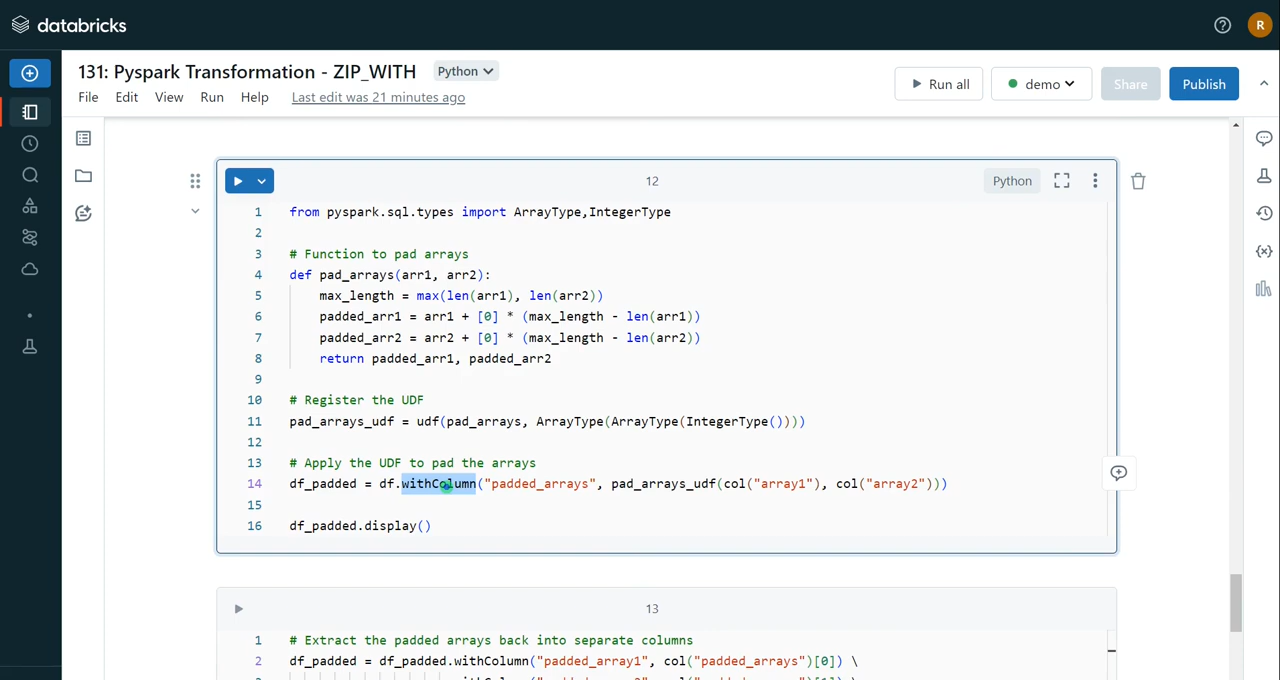 databricks
R
131: Pyspark Transformation - ZIP_WITH Python
File Edit View Run Help Last edit was 21 minutes ago
Run all
demo
Share
Publish
12
Python
1 from pyspark.sql.types import ArrayType,IntegerType
2
3 # Function to pad arrays
4 def pad_arrays(arr1, arr2):
5 max_length = max(len(arr1), len(arr2))
6 padded_arr1 = arr1 + [0] * (max_length - len(arr1))
7 padded_arr2 = arr2 + [0] * (max_length - len(arr2))
8 return padded_arr1, padded_arr2
9
10 # Register the UDF
11 pad_arrays_udf = udf(pad_arrays, ArrayType(ArrayType(IntegerType())))
12
13 # Apply the UDF to pad the arrays
14 df_padded = df.withColumn("padded_arrays", pad_arrays_udf(col("array1"), col("array2")))
15
16 df_padded.display()
13
1 # Extract the padded arrays back into separate columns
2 df_padded = df_padded.withColumn("padded_array1", col("padded_arrays")[0]) \